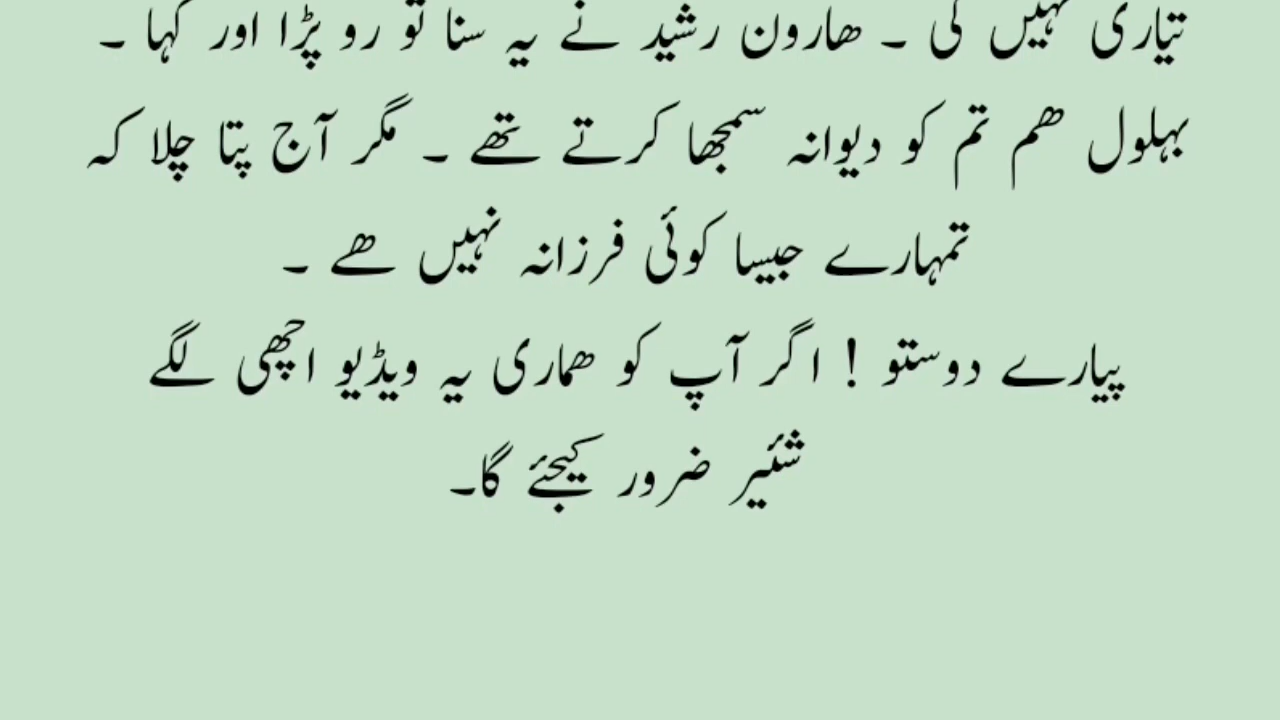 تیاری نہیں کی ۔ ھارون رشید نے یہ سنا تو رو پڑا اور کہا ۔
بہلول ھم تم کو دیوانہ سمجھا کرتے تھے ۔ مگر آج پتا چلا کہ
تمہارے جیسا کوئی فرزانہ نہیں ھے ۔
پیارے دوستو ! اگر آپ کو ھماری یہ ویڈیو اچھی لگے
شئیر ضرور کیجئے گا۔